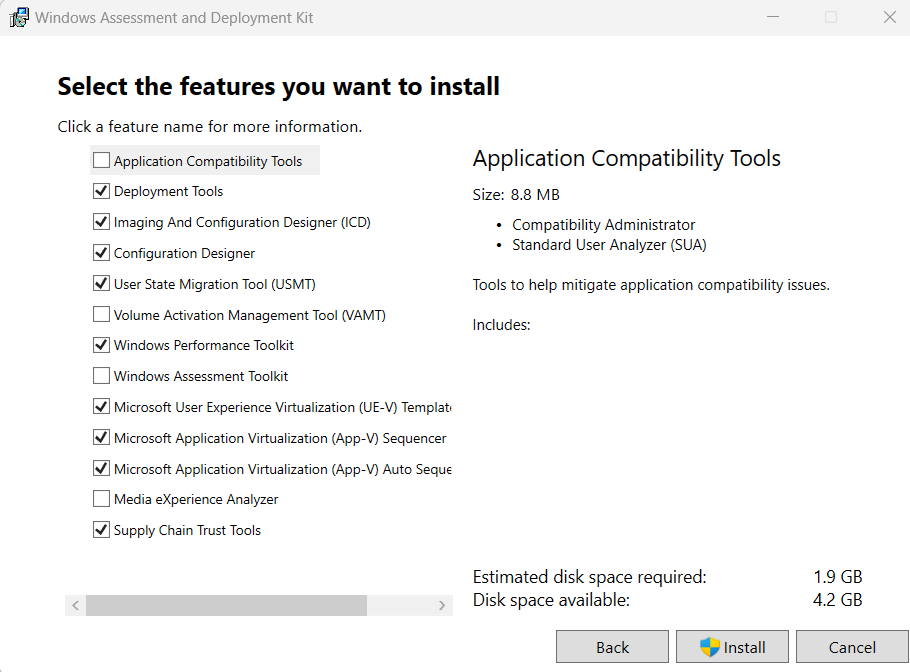 Windows Assessment and Deployment Kit
Select the features you want to install
Click a feature name for more information.
Application Compatibility Tools
Deployment Tools
Imaging And Configuration Designer (ICD)
Configuration Designer
User State Migration Tool (USMT)
Volume Activation Management Tool (VAMT)
Windows Performance Toolkit
Windows Assessment Toolkit
Microsoft User Experience Virtualization (UE-V) Template
Microsoft Application Virtualization (App-V) Sequencer
Microsoft Application Virtualization (App-V) Auto Seque
Media eXperience Analyzer
Supply Chain Trust Tools
Application Compatibility Tools
Size: 8.8 MB
• Compatibility Administrator
• Standard User Analyzer (SUA)
Tools to help mitigate application compatibility issues.
Includes:
Estimated disk space required: 1.9 GB
Disk space available: 4.2 GB
Back
Install
Cancel